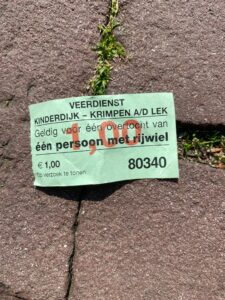 VEERDIENST
KINDERDIJK - KRIMPEN A/D LEK
Geldig voor één overtocht van
één persoon met rijwiel
1,00
€ 1,00 80340
Op verzoek te tonen